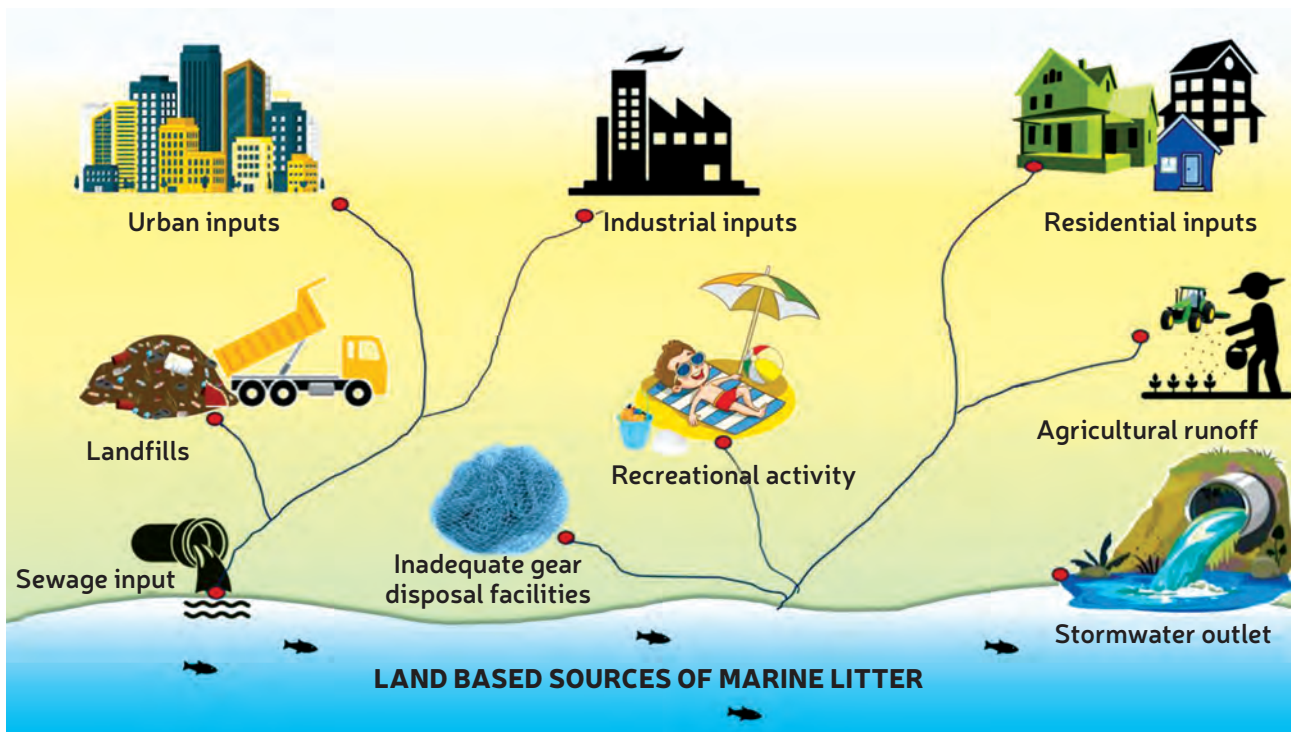 Urban inputs
Industrial inputs
Residential inputs
Landfills
Recreational activity
Agricultural runoff
Sewage input
Inadequate gear
disposal facilities
Stormwater outlet
LAND BASED SOURCES OF MARINE LITTER